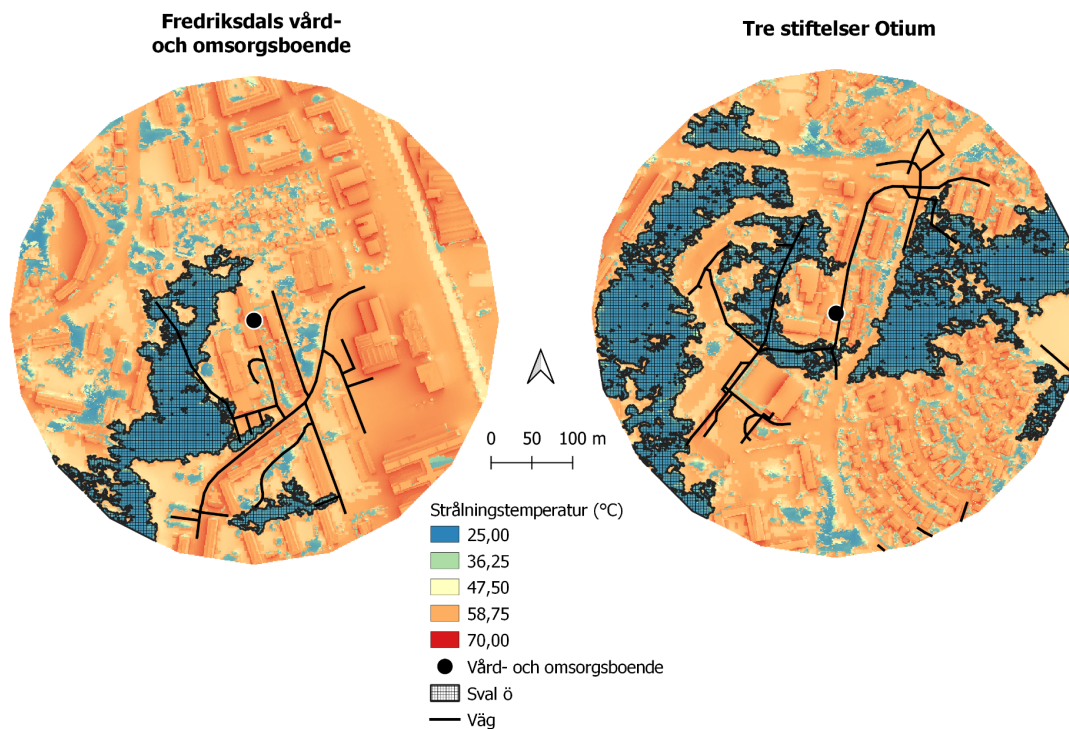 Fredriksdals vård-
och omsorgsboende
Tre stiftelser Otium
0 50 100 m
Strålningstemperatur (°C)
25,00
36,25
47,50
58,75
70,00
Vård- och omsorgsboende
Sval ö
Väg